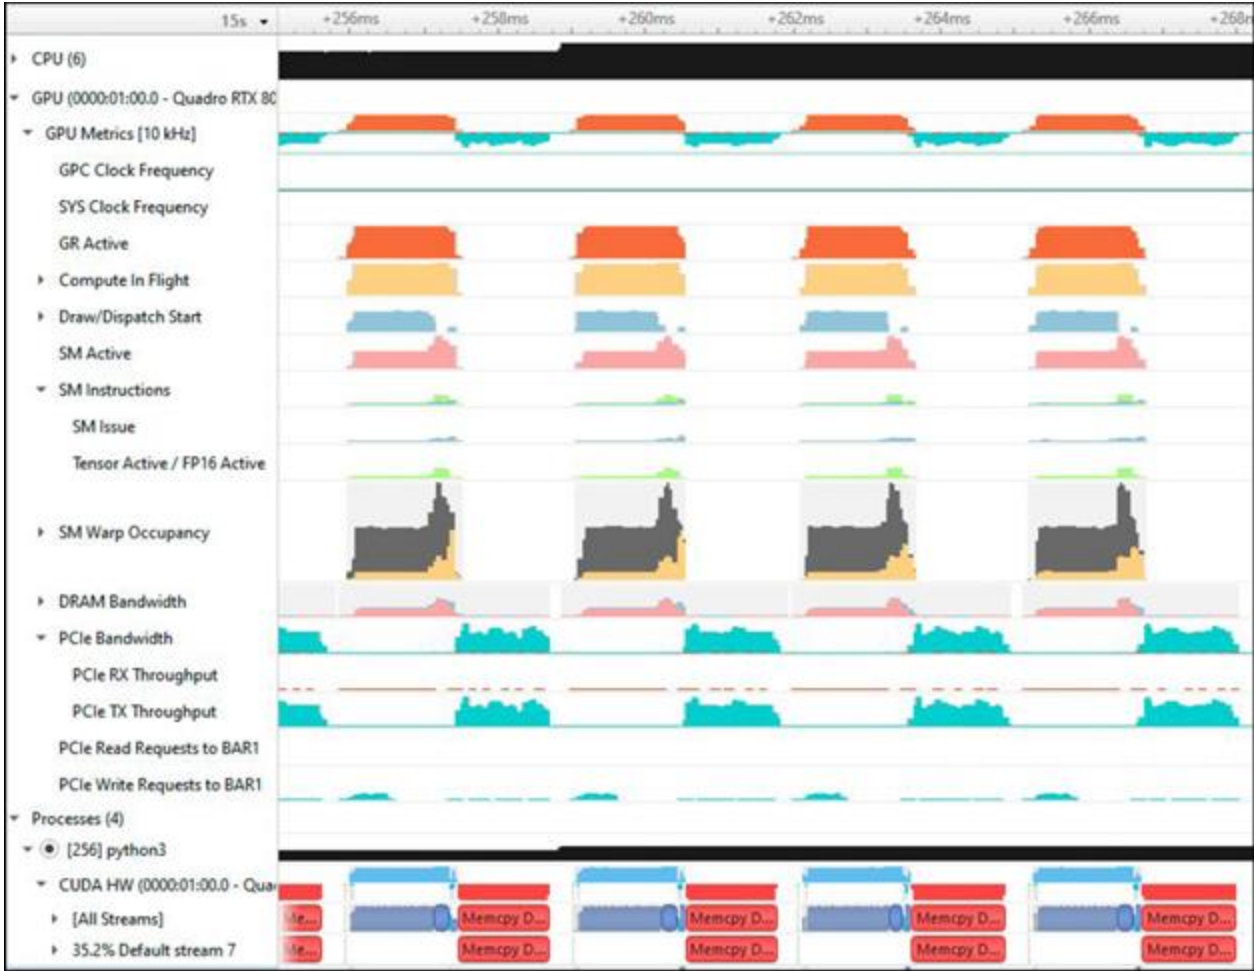 15s +256ms +258ms +260ms +262ms +264ms +266ms +268m
CPU (6)
GPU (0000:01:00.0 - Quadro RTX 80
GPU Metrics [10 kHz]
GPC Clock Frequency
SYS Clock Frequency
GR Active
Compute In Flight
Draw/Dispatch Start
SM Active
SM Instructions
SM Issue
Tensor Active / FP16 Active
SM Warp Occupancy
DRAM Bandwidth
PCIe Bandwidth
PCIe RX Throughput
PCIe TX Throughput
PCIe Read Requests to BAR1
PCIe Write Requests to BAR1
Processes (4)
[256] python3
CUDA HW (0000:01:00.0 - Qua
[All Streams] Me... Memcpy D... Memcpy D... Memcpy D... Memcpy D...
35.2% Default stream 7 Me... Memcpy D... Memcpy D... Memcpy D... Memcpy D...